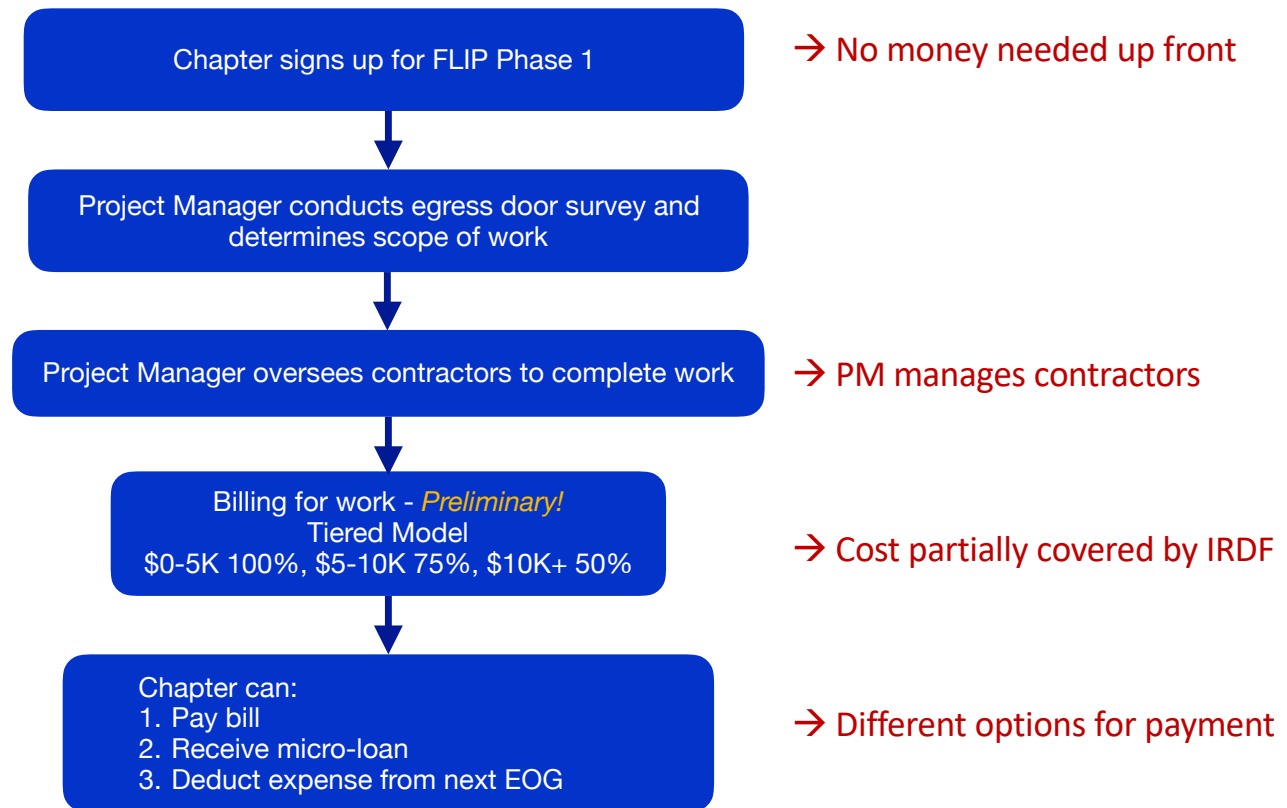 Chapter signs up for FLIP Phase 1
→ No money needed up front
Project Manager conducts egress door survey and
determines scope of work
Project Manager oversees contractors to complete work
→ PM manages contractors
Billing for work - Preliminary!
Tiered Model
$0-5K 100%, $5-10K 75%, $10K+ 50%
→ Cost partially covered by IRDF
Chapter can:
1. Pay bill
2. Receive micro-loan
3. Deduct expense from next EOG
→ Different options for payment